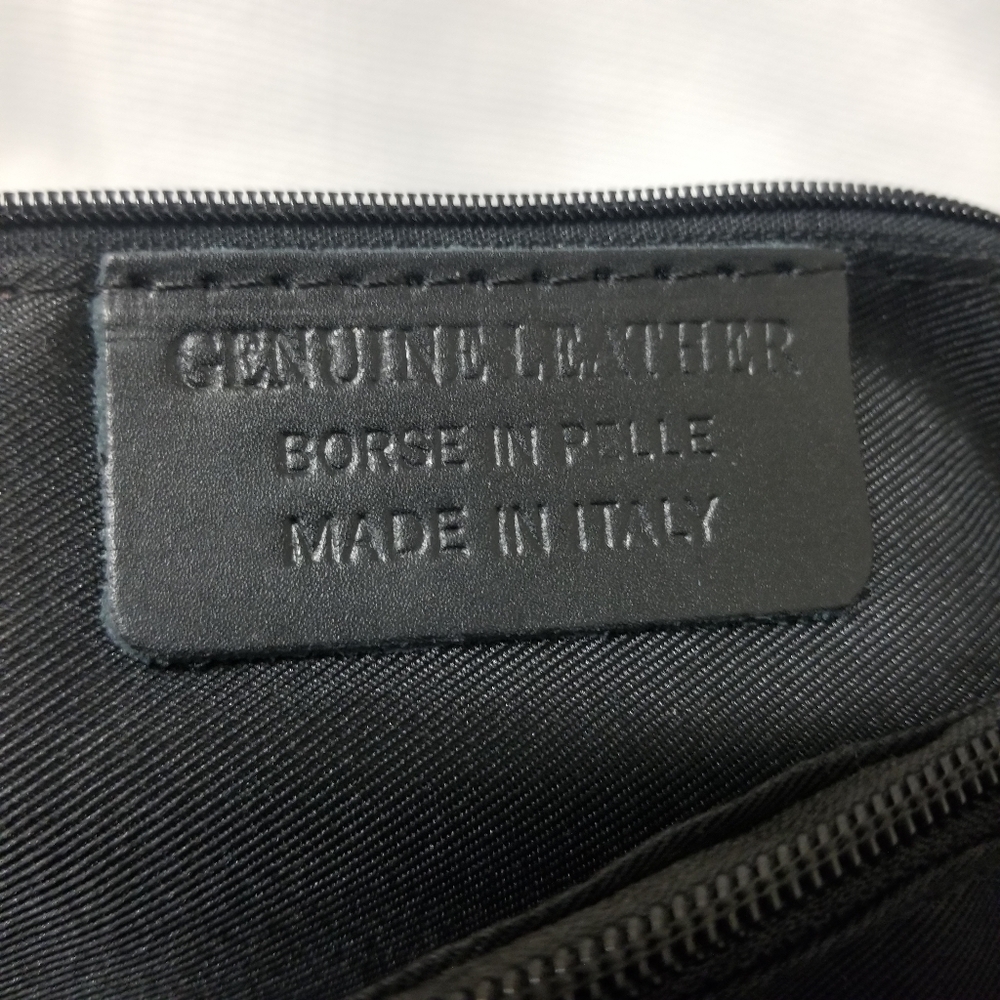 GENUINE LEATHER
BORSE IN PELLE
MADE IN ITALY